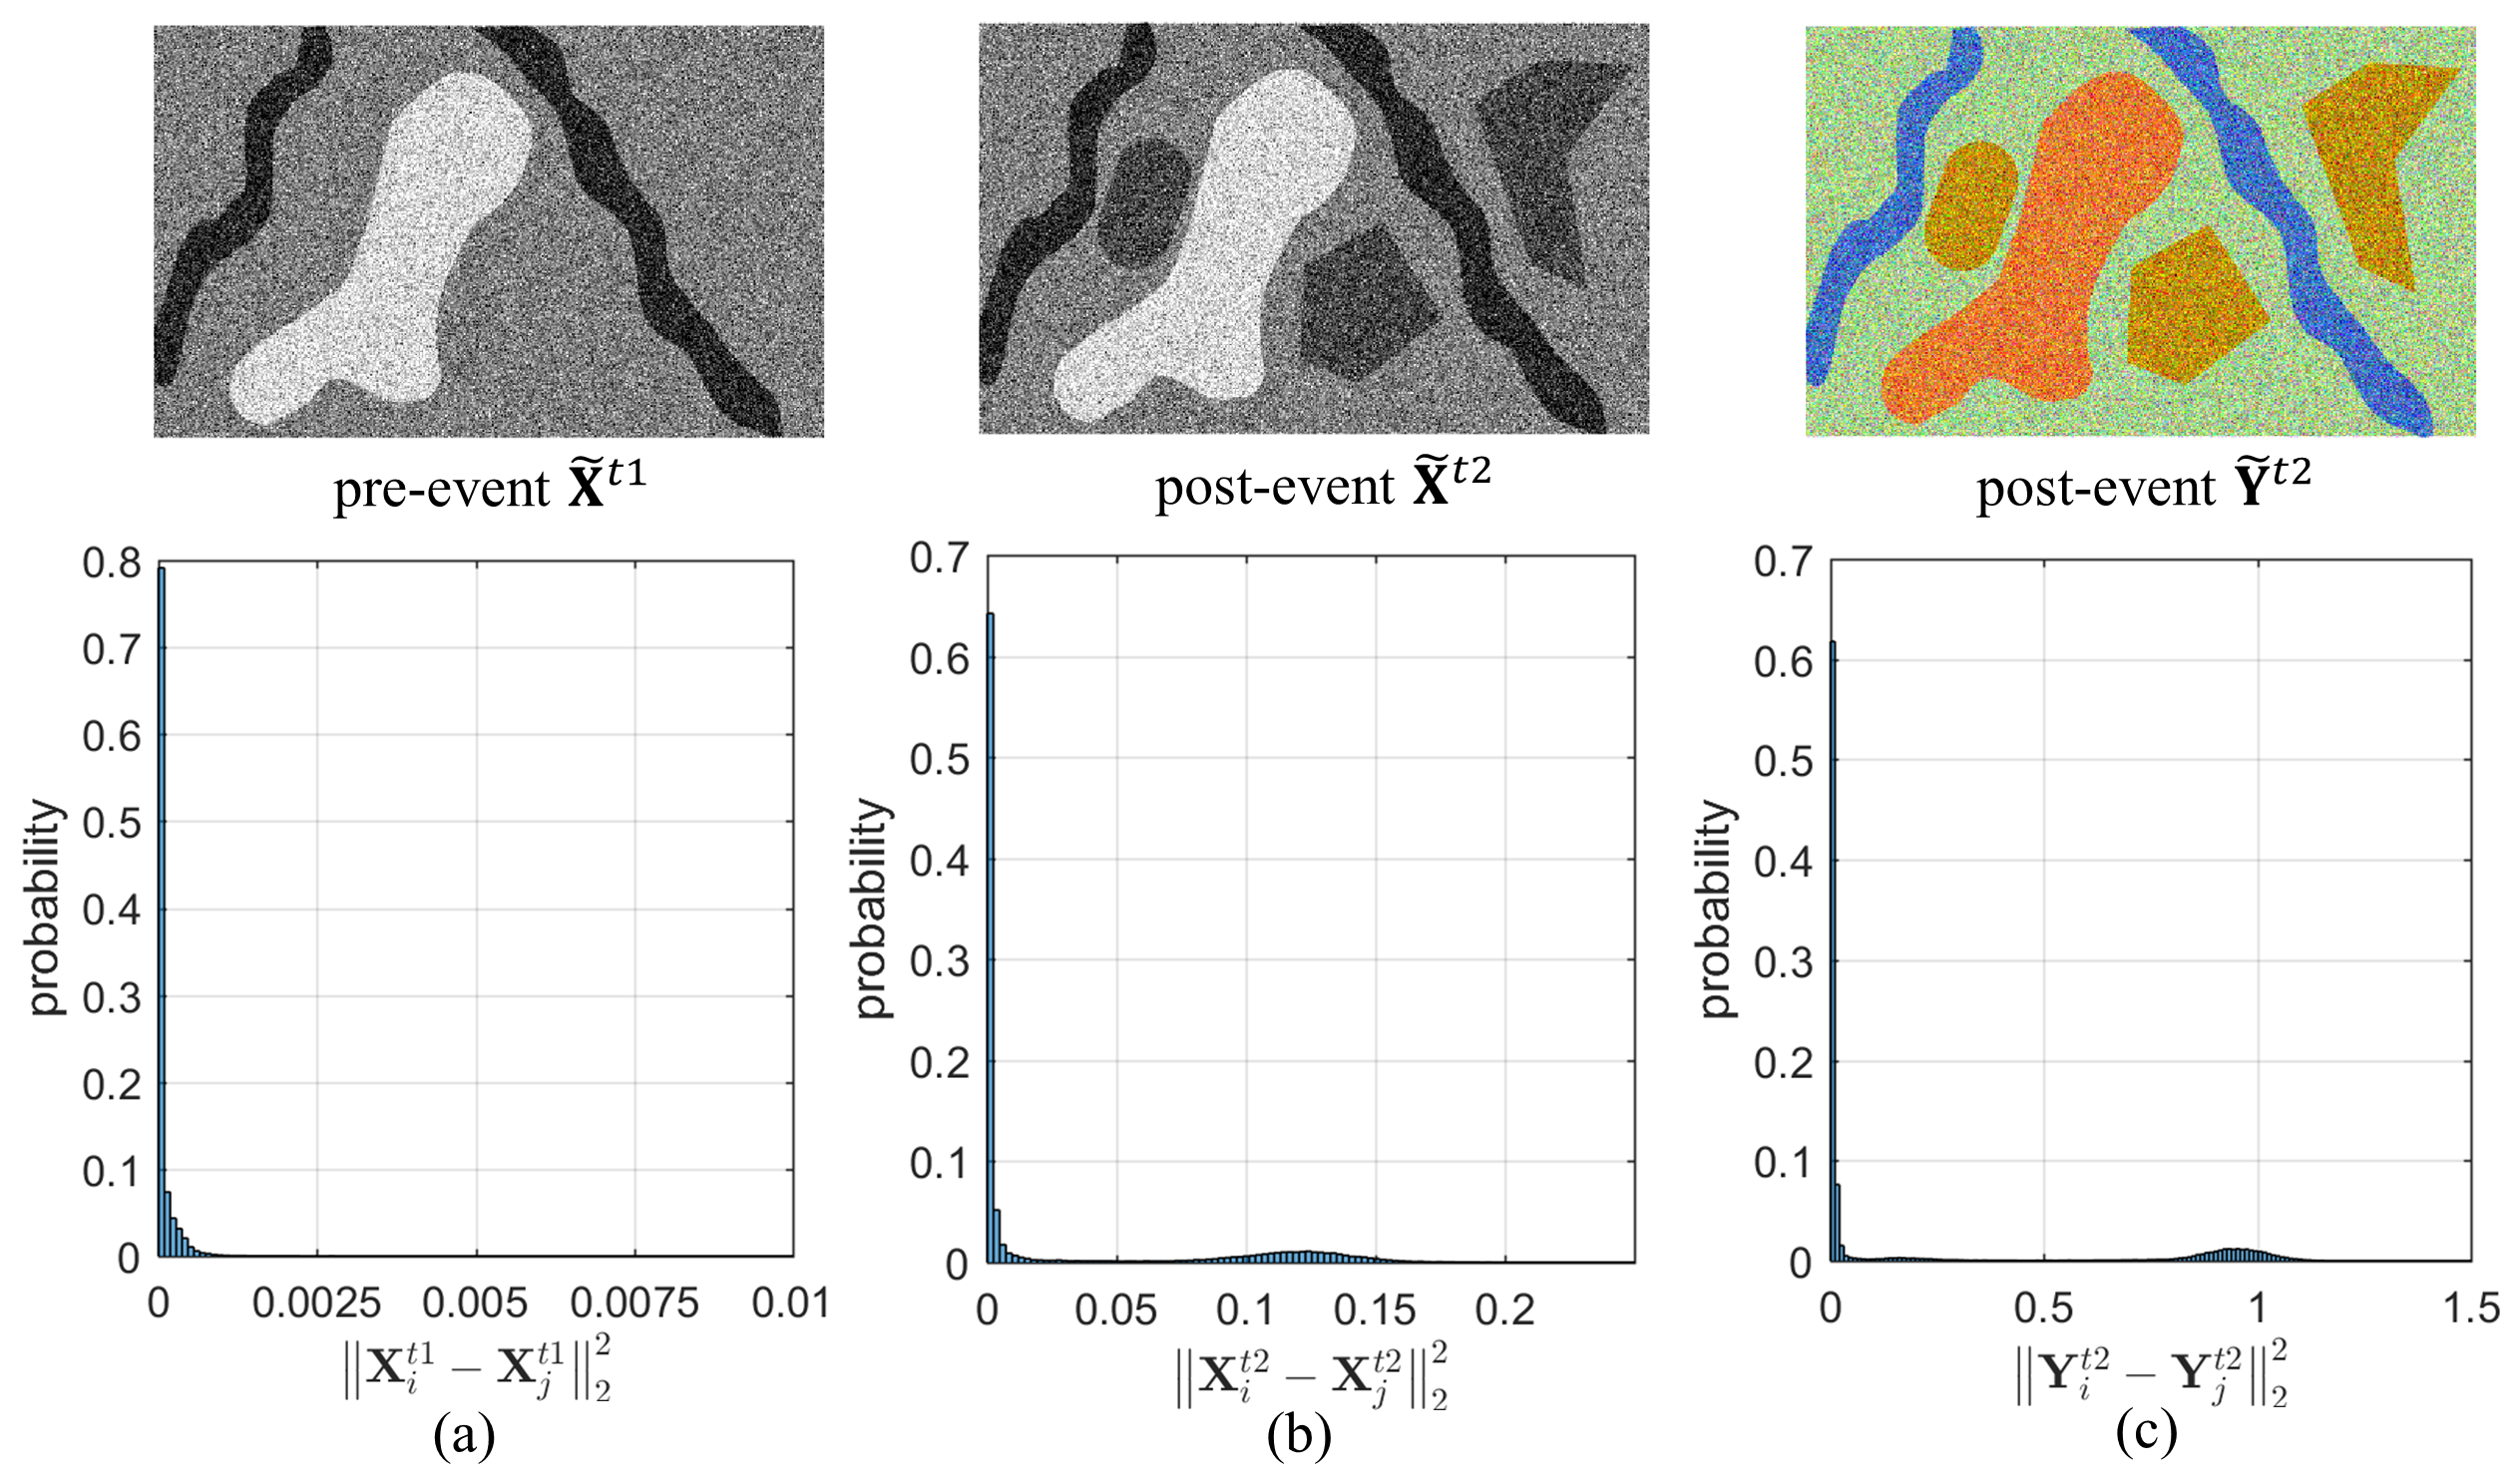 pre-event X̃^{t1}
post-event X̃^{t2}
post-event Ỹ^{t2}
0.8
0.7
0.6
0.5
0.4
0.3
0.2
0.1
0
probability
0 0.0025 0.005 0.0075 0.01
‖X_i^{t1} − X_j^{t1}‖_2^2
(a)
0.7
0.6
0.5
0.4
0.3
0.2
0.1
0
probability
0 0.05 0.1 0.15 0.2
‖X_i^{t2} − X_j^{t2}‖_2^2
(b)
0.7
0.6
0.5
0.4
0.3
0.2
0.1
0
probability
0 0.5 1 1.5
‖Y_i^{t2} − Y_j^{t2}‖_2^2
(c)